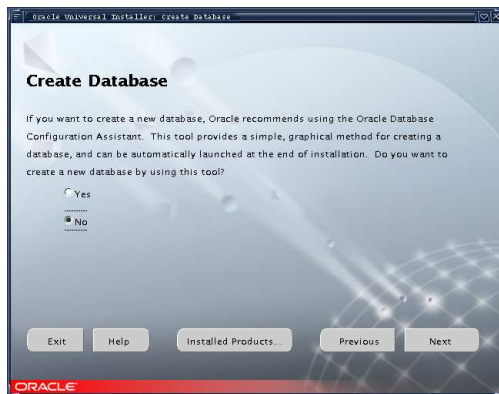 Oracle Universal Installer: Create Database
Create Database
If you want to create a new database, Oracle recommends using the Oracle Database
Configuration Assistant. This tool provides a simple, graphical method for creating a
database, and can be automatically launched at the end of installation. Do you want to
create a new database by using this tool?
Yes
No
Exit Help Installed Products... Previous Next
ORACLE